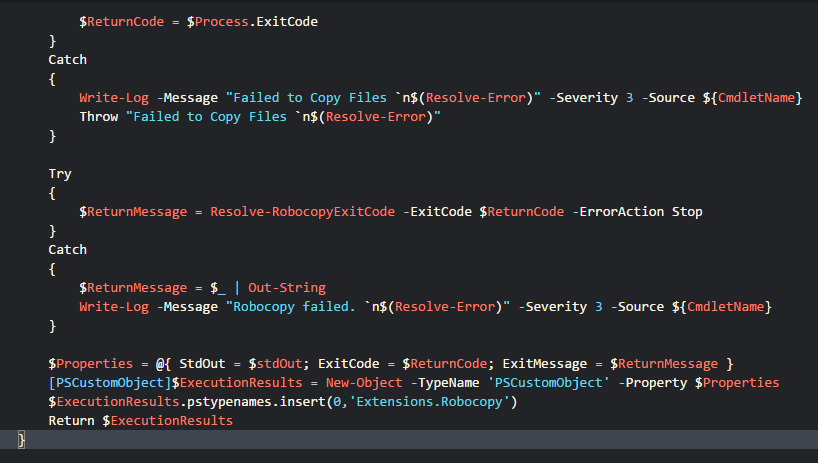 $ReturnCode = $Process.ExitCode
}
Catch
{
Write-Log -Message "Failed to Copy Files `n$(Resolve-Error)" -Severity 3 -Source ${CmdletName}
Throw "Failed to Copy Files `n$(Resolve-Error)"
}
Try
{
$ReturnMessage = Resolve-RobocopyExitCode -ExitCode $ReturnCode -ErrorAction Stop
}
Catch
{
$ReturnMessage = $_ | Out-String
Write-Log -Message "Robocopy failed. `n$(Resolve-Error)" -Severity 3 -Source ${CmdletName}
}
$Properties = @{ StdOut = $stdOut; ExitCode = $ReturnCode; ExitMessage = $ReturnMessage }
[PSCustomObject]$ExecutionResults = New-Object -TypeName 'PSCustomObject' -Property $Properties
$ExecutionResults.pstypenames.insert(0,'Extensions.Robocopy')
Return $ExecutionResults
}